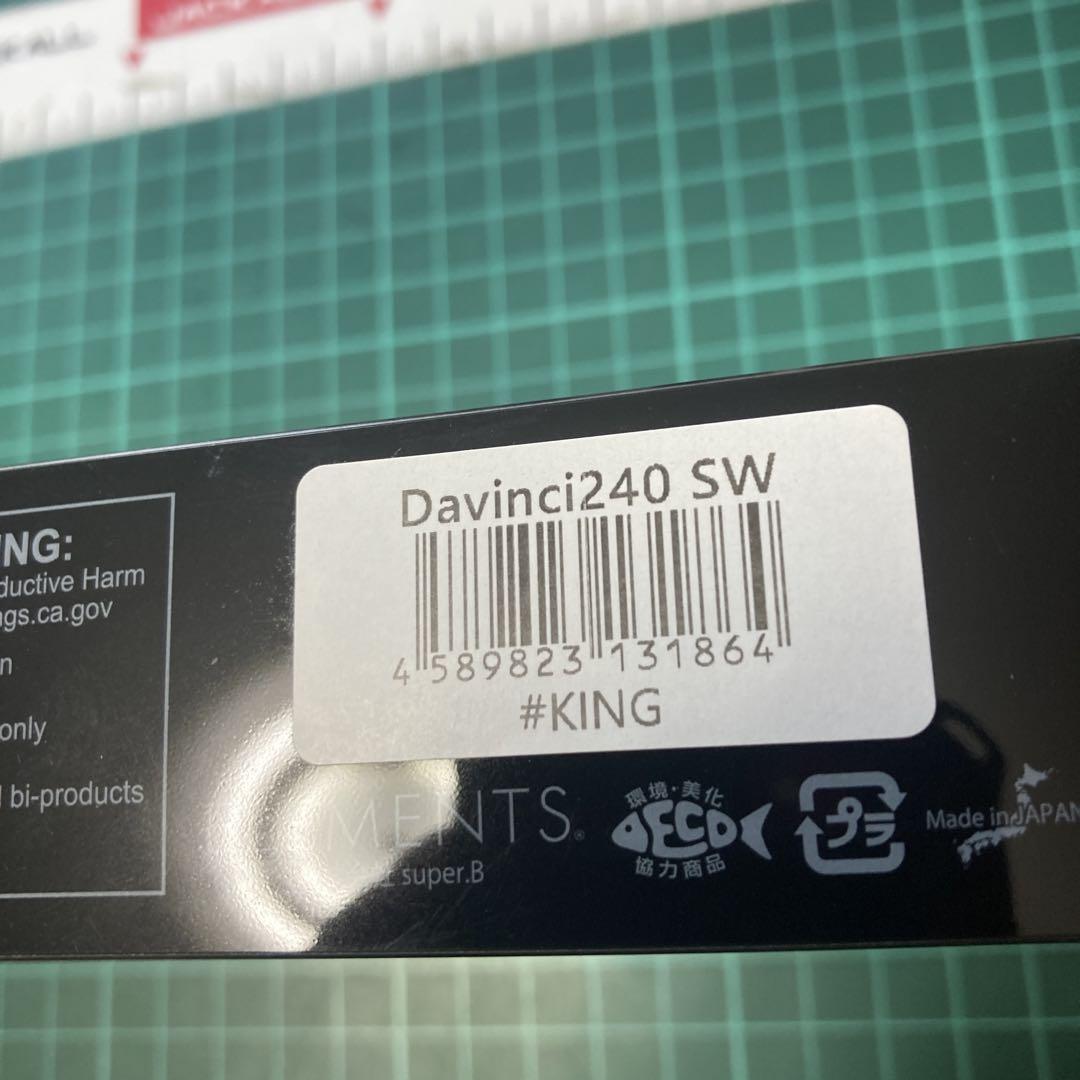 Davinci240 SW
4 589823 131864
#KING
NG:
ductive Harm
gs.ca.gov
n
only
bi-products
MENTS®
super.B
環境・美化
ECO
協力商品
プラ
Made in JAPAN